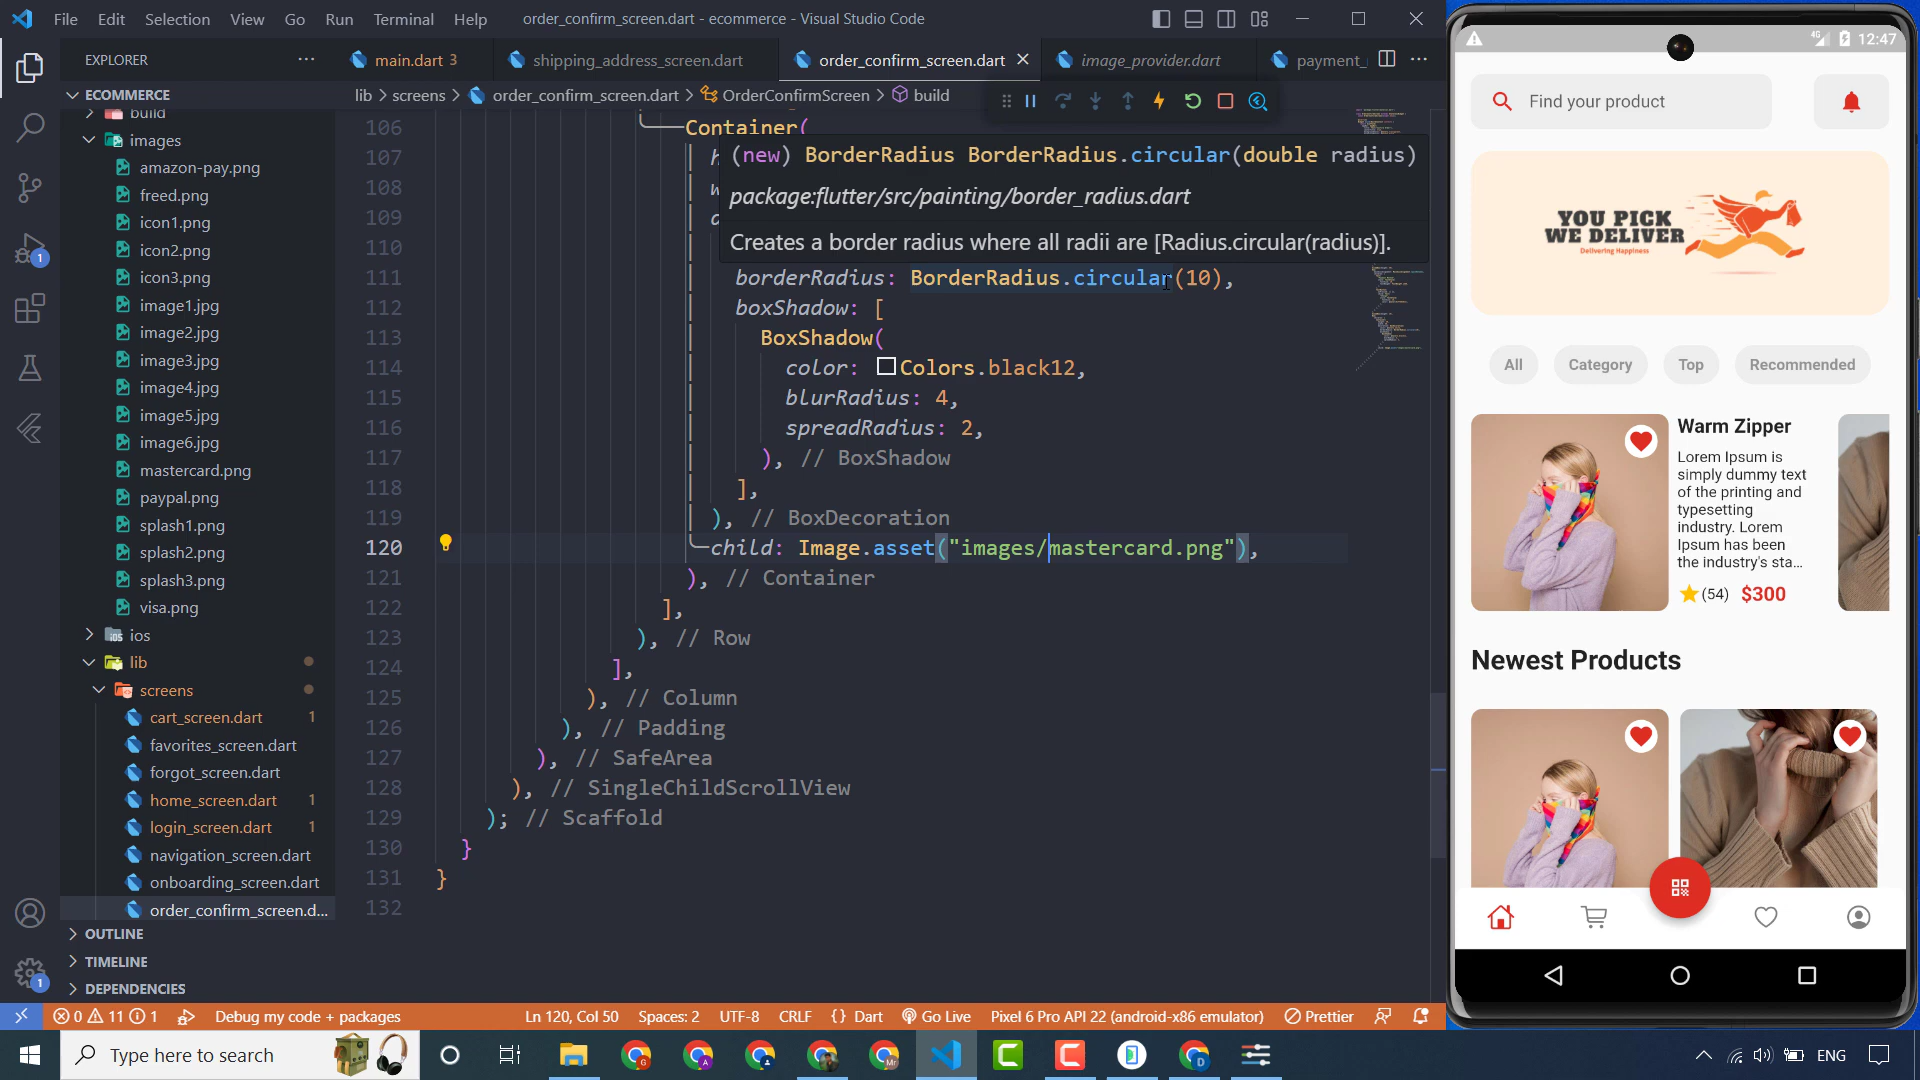 File Edit Selection View Go Run Terminal Help
order_confirm_screen.dart - ecommerce - Visual Studio Code
EXPLORER
main.dart 3
shipping_address_screen.dart
order_confirm_screen.dart
image_provider.dart
payment_
ECOMMERCE
lib > screens > order_confirm_screen.dart > OrderConfirmScreen > build
build
images
amazon-pay.png
freed.png
icon1.png
icon2.png
icon3.png
image1.jpg
image2.jpg
image3.jpg
image4.jpg
image5.jpg
image6.jpg
mastercard.png
paypal.png
splash1.png
splash2.png
splash3.png
visa.png
ios
lib
screens
cart_screen.dart 1
favorites_screen.dart
forgot_screen.dart
home_screen.dart 1
login_screen.dart 1
navigation_screen.dart
onboarding_screen.dart
order_confirm_screen.d...
OUTLINE
TIMELINE
DEPENDENCIES
1
1
106 Container(
107
108
109
110
(new) BorderRadius BorderRadius.circular(double radius)
package:flutter/src/painting/border_radius.dart
Creates a border radius where all radii are [Radius.circular(radius)].
111 borderRadius: BorderRadius.circular(10),
112 boxShadow: [
113 BoxShadow(
114 color: Colors.black12,
115 blurRadius: 4,
116 spreadRadius: 2,
117 ), // BoxShadow
118 ],
119 ), // BoxDecoration
120 child: Image.asset("images/mastercard.png"),
121 ), // Container
122 ],
123 ), // Row
124 ],
125 ), // Column
126 ), // Padding
127 ), // SafeArea
128 ), // SingleChildScrollView
129 ); // Scaffold
130 }
131 }
132
0 11 1
Debug my code + packages
Ln 120, Col 50
Spaces: 2
UTF-8
CRLF
{} Dart
Go Live
Pixel 6 Pro API 22 (android-x86 emulator)
Prettier
Type here to search
ENG
4G 12:47
Find your product
YOU PICK
WE DELIVER
Delivering Happiness
All
Category
Top
Recommended
Warm Zipper
Lorem Ipsum is
simply dummy text
of the printing and
typesetting
industry. Lorem
Ipsum has been
the industry's sta...
(54) $300
Newest Products